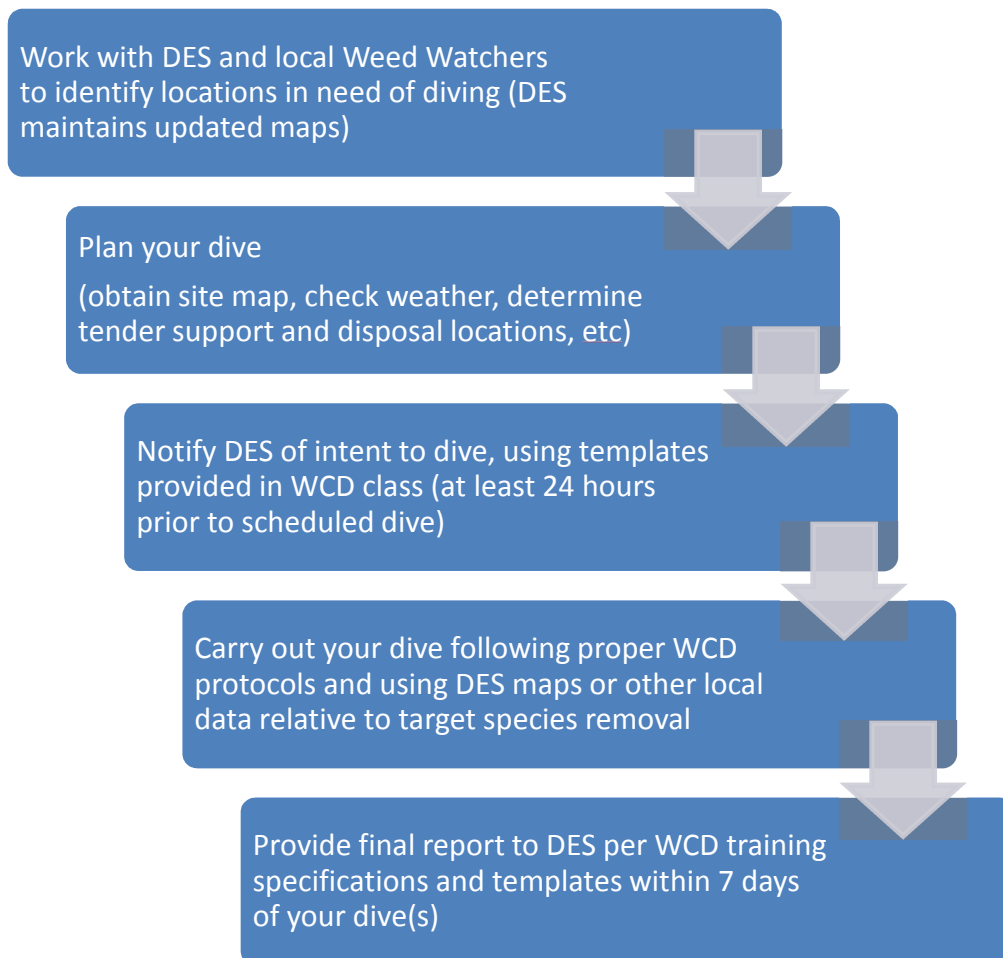 Work with DES and local Weed Watchers
to identify locations in need of diving (DES
maintains updated maps)
Plan your dive
(obtain site map, check weather, determine
tender support and disposal locations, etc)
Notify DES of intent to dive, using templates
provided in WCD class (at least 24 hours
prior to scheduled dive)
Carry out your dive following proper WCD
protocols and using DES maps or other local
data relative to target species removal
Provide final report to DES per WCD training
specifications and templates within 7 days
of your dive(s)